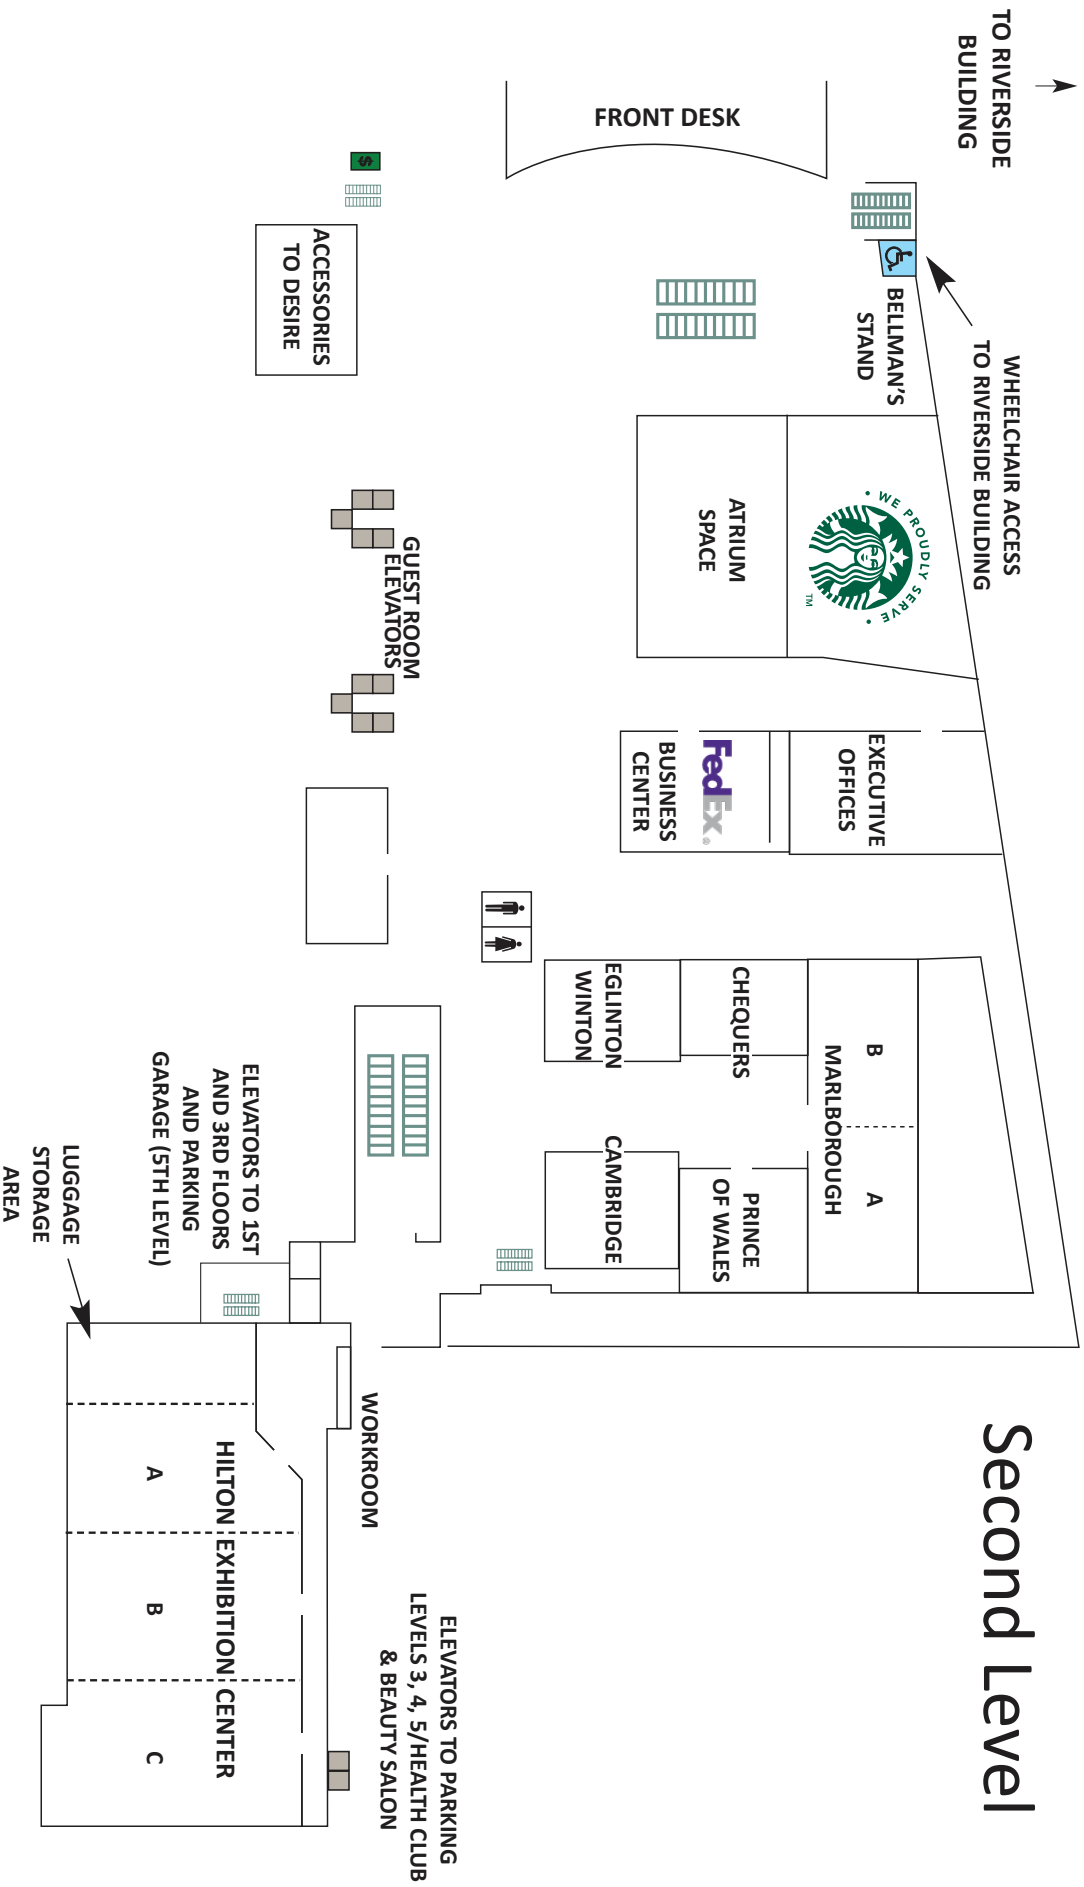 Second Level
TO RIVERSIDE
BUILDING
WHEELCHAIR ACCESS
TO RIVERSIDE BUILDING
BELLMAN'S
STAND
FRONT DESK
$
ACCESSORIES
TO DESIRE
• WE PROUDLY SERVE •
TM
ATRIUM
SPACE
GUEST ROOM
ELEVATORS
EXECUTIVE
OFFICES
FedEx®
BUSINESS
CENTER
EGLINTON
WINTON
CHEQUERS
B
MARLBOROUGH
A
CAMBRIDGE
PRINCE
OF WALES
ELEVATORS TO 1ST
AND 3RD FLOORS
AND PARKING
GARAGE (5TH LEVEL)
LUGGAGE
STORAGE
AREA
WORKROOM
HILTON EXHIBITION CENTER
A
B
C
ELEVATORS TO PARKING
LEVELS 3, 4, 5/HEALTH CLUB
& BEAUTY SALON